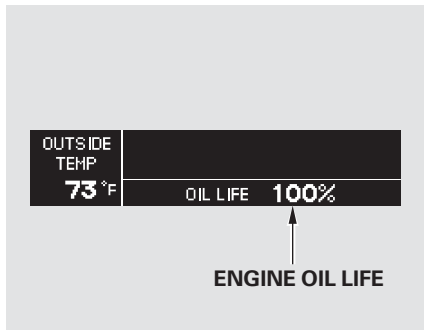 OUTSIDE
TEMP
73 °F
OIL LIFE 100%
ENGINE OIL LIFE